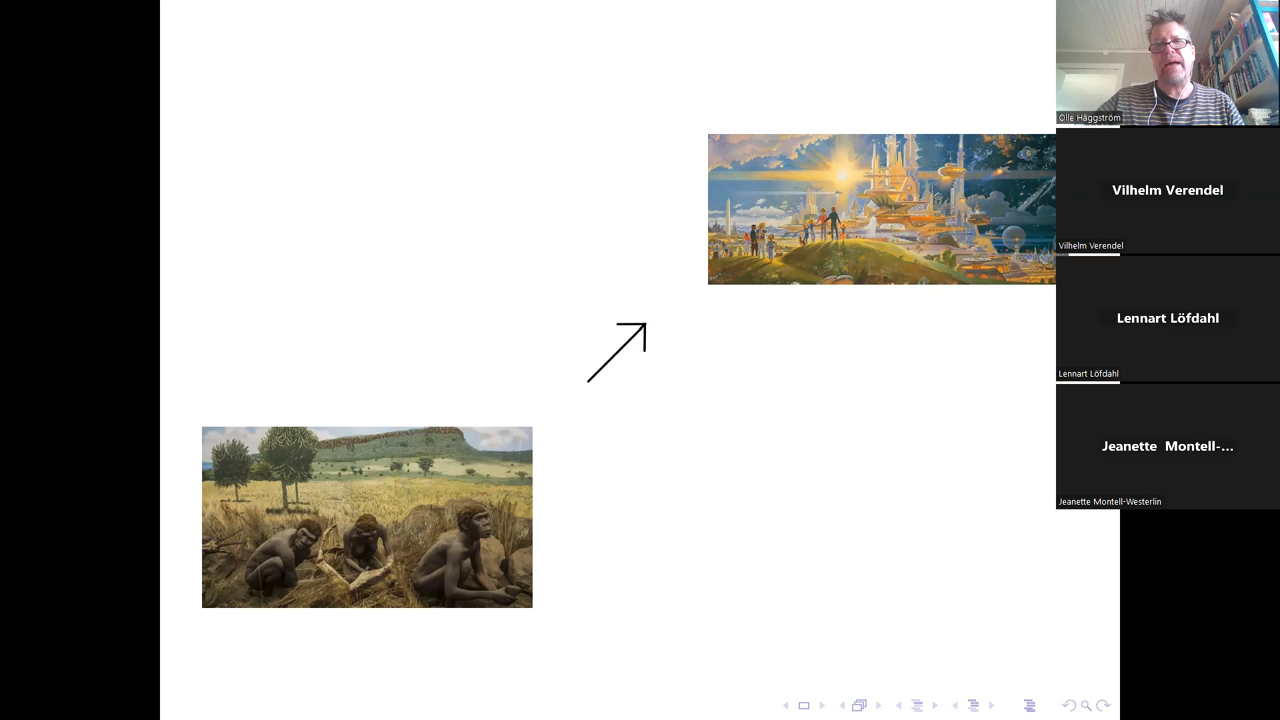 Olle Häggström
Vilhelm Verendel
Vilhelm Verendel
Lennart Löfdahl
Lennart Löfdahl
Jeanette Montell-...
Jeanette Montell-Westerlin